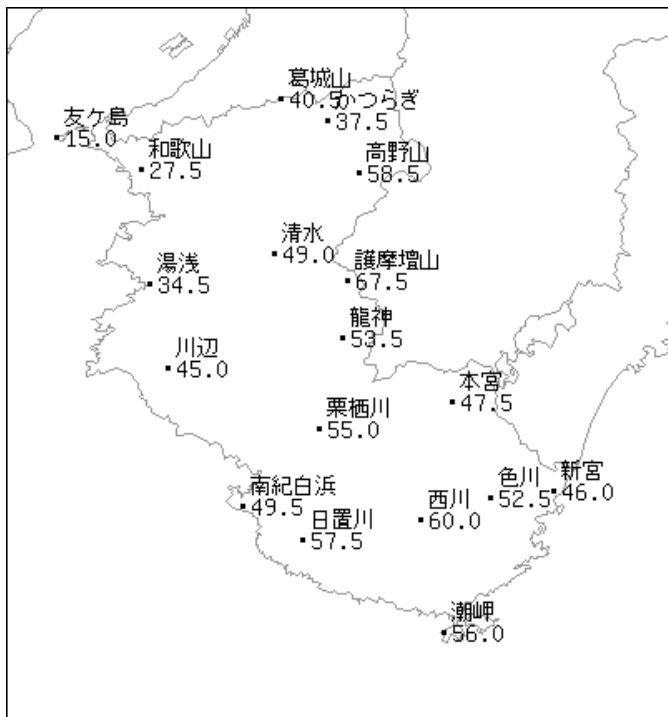 葛城山
40.5
かつらぎ
37.5
友ケ島
15.0
和歌山
27.5
高野山
58.5
清水
49.0
湯浅
34.5
護摩壇山
67.5
龍神
53.5
川辺
45.0
本宮
47.5
栗栖川
55.0
南紀白浜
49.5
日置川
57.5
西川
60.0
色川
52.5
新宮
46.0
潮岬
56.0